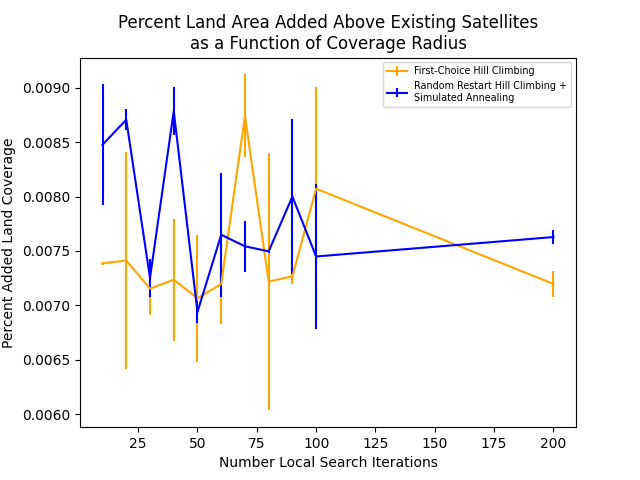 Percent Land Area Added Above Existing Satellites
as a Function of Coverage Radius
First-Choice Hill Climbing
Random Restart Hill Climbing +
Simulated Annealing
Percent Added Land Coverage
0.0090
0.0085
0.0080
0.0075
0.0070
0.0065
0.0060
25
50
75
100
125
150
175
200
Number Local Search Iterations